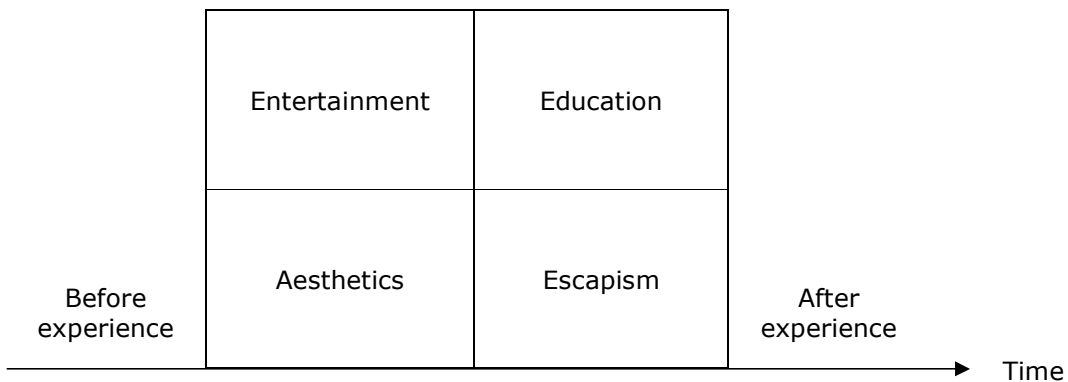 Entertainment
Education
Aesthetics
Escapism
Before
experience
After
experience
Time